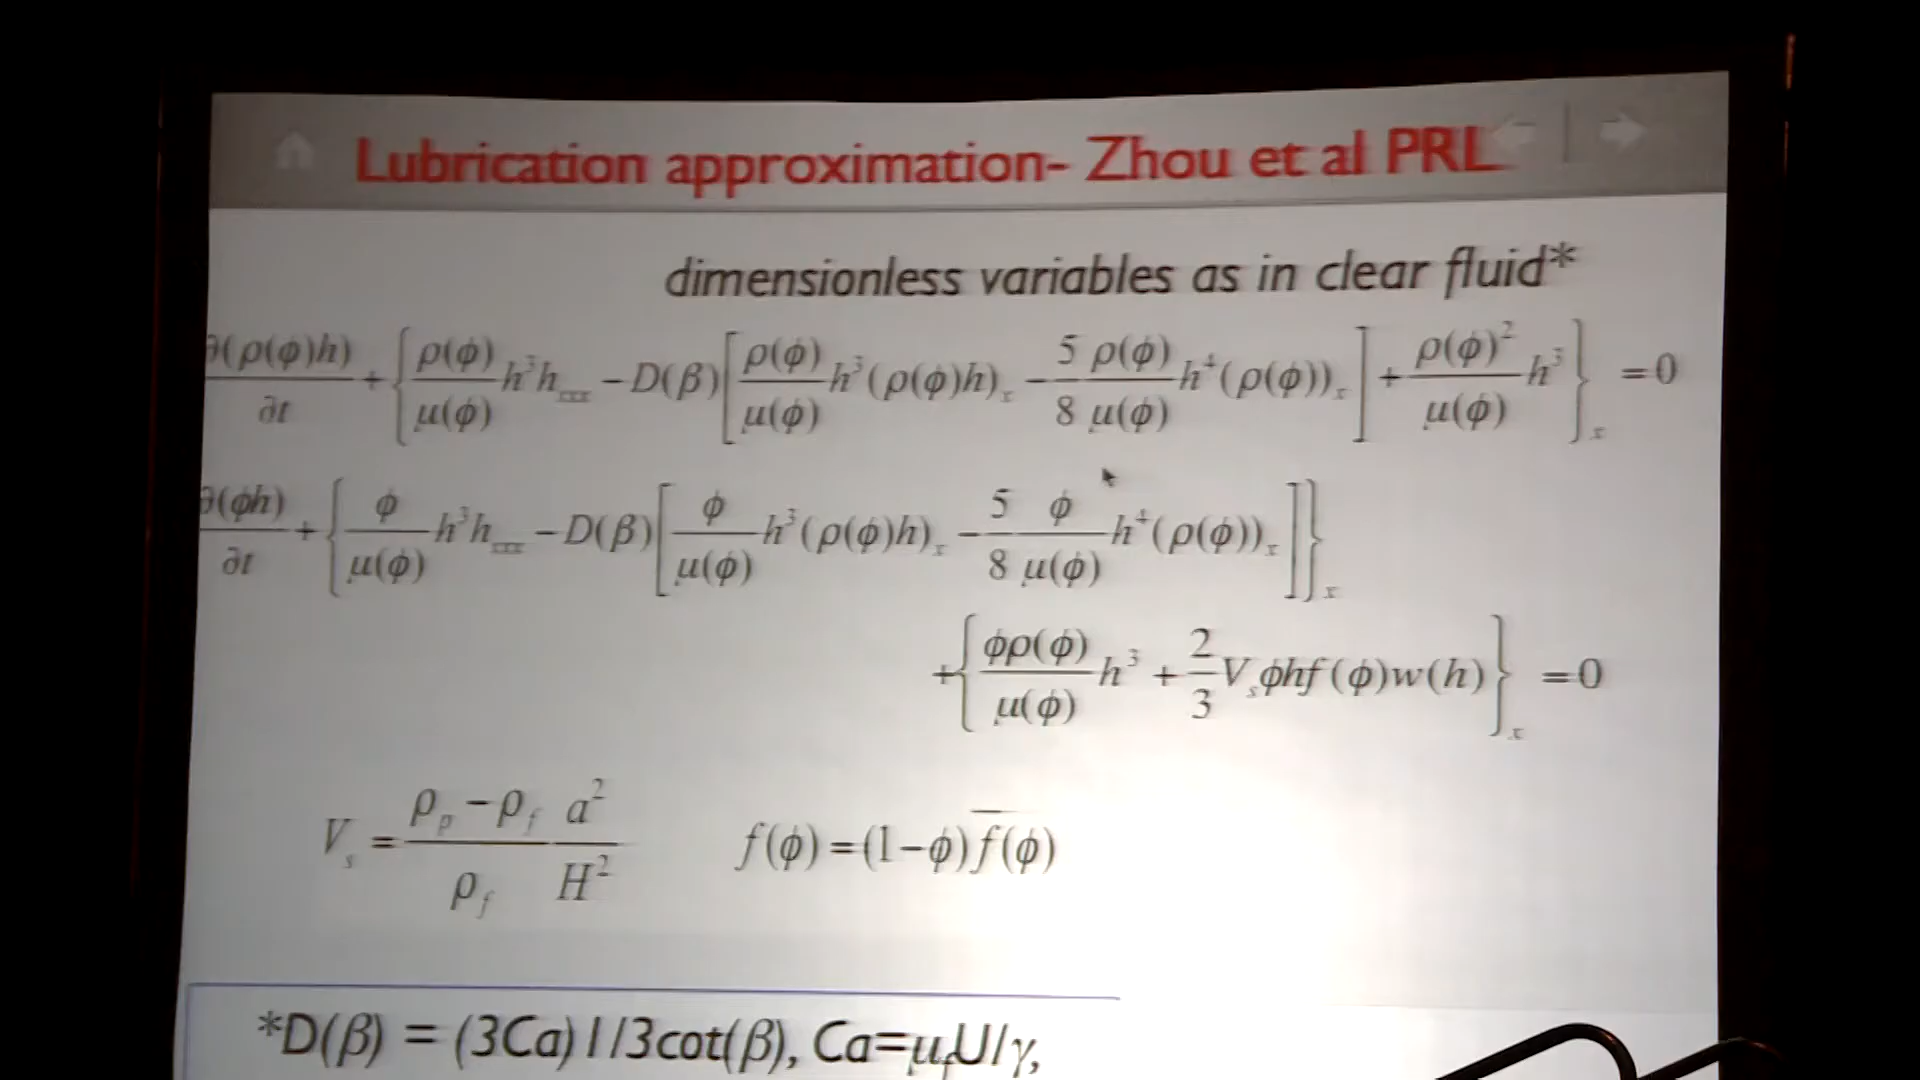 Lubrication approximation- Zhou et al PRL
dimensionless variables as in clear fluid*
∂(ρ(φ)h)/∂t + {ρ(φ)/μ(φ) h³h_xxx − D(β)[ρ(φ)/μ(φ) h³(ρ(φ)h)_x − 5/8 ρ(φ)/μ(φ) h⁴(ρ(φ))_x] + ρ(φ)²/μ(φ) h³}_x = 0
∂(φh)/∂t + {φ/μ(φ) h³h_xxx − D(β)[φ/μ(φ) h³(ρ(φ)h)_x − 5/8 φ/μ(φ) h⁴(ρ(φ))_x]}_x
+{φρ(φ)/μ(φ) h³ + 2/3 V_s φhf(φ)w(h)}_x = 0
V_s = (ρ_p − ρ_f)/ρ_f a²/H² f(φ)=(1−φ)f̅(φ)
*D(β) = (3Ca)1/3cot(β), Ca=μ_fU/γ,